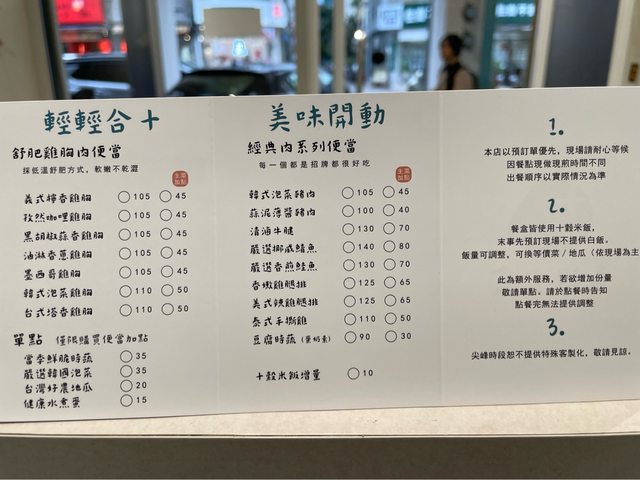 輕輕合十
舒肥雞胸肉便當
採低溫舒肥方式，軟嫩不乾澀
主菜加點
義式檸香雞胸 105 45
孜然咖哩雞胸 105 45
黑胡椒蒜香雞胸 105 45
油淋香蔥雞胸 105 45
墨西哥雞胸 105 45
韓式泡菜雞胸 110 50
台式塔香雞胸 110 50
單點 僅限購買便當加點
當季鮮脆時蔬 35
嚴選韓國泡菜 35
台灣好農地瓜 20
健康水煮蛋 15
美味開動
經典肉系列便當
每一個都是招牌都很好吃
主菜加點
韓式泡菜豬肉 105 45
蒜泥薄醬豬肉 100 40
清滷牛腱 130 70
嚴選挪威鯖魚 140 80
嚴選香煎鮭魚 130 70
香嫩雞腿排 125 65
美式辣雞腿排 125 65
泰式手撕雞 110 50
豆腐時蔬(蛋奶素) 90 30
十穀米飯增量 10
1.
本店以預訂單優先，現場請耐心等候
因餐點現做現煎時間不同
出餐順序以實際情況為準
2.
餐盒皆使用十穀米飯，
未事先預訂現場不提供白飯。
飯量可調整，可換等價菜/地瓜（依現場為主
此為額外服務，若欲增加份量
敬請單點。請於點餐時告知
點餐完無法提供調整
3.
尖峰時段恕不提供特殊客製化，敬請見諒。